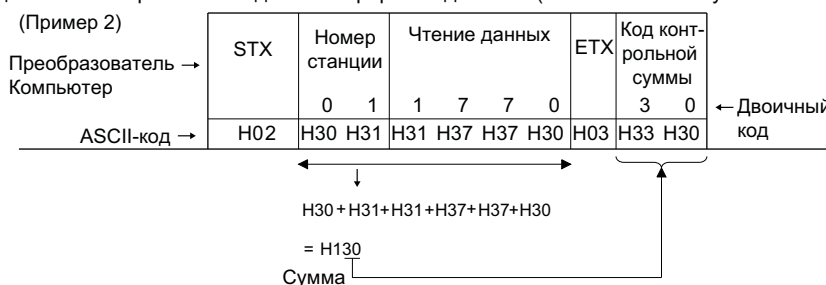 (Пример 2)
Преобразователь →
Компьютер
STX
Номер
станции
Чтение данных
ETX
Код конт-
рольной
суммы
0 1 1 7 7 0 3 0
← Двоичный
код
ASCII-код →
H02 H30 H31 H31 H37 H37 H30 H03 H33 H30
H30+H31+H31+H37+H37+H30
= H130
Сумма